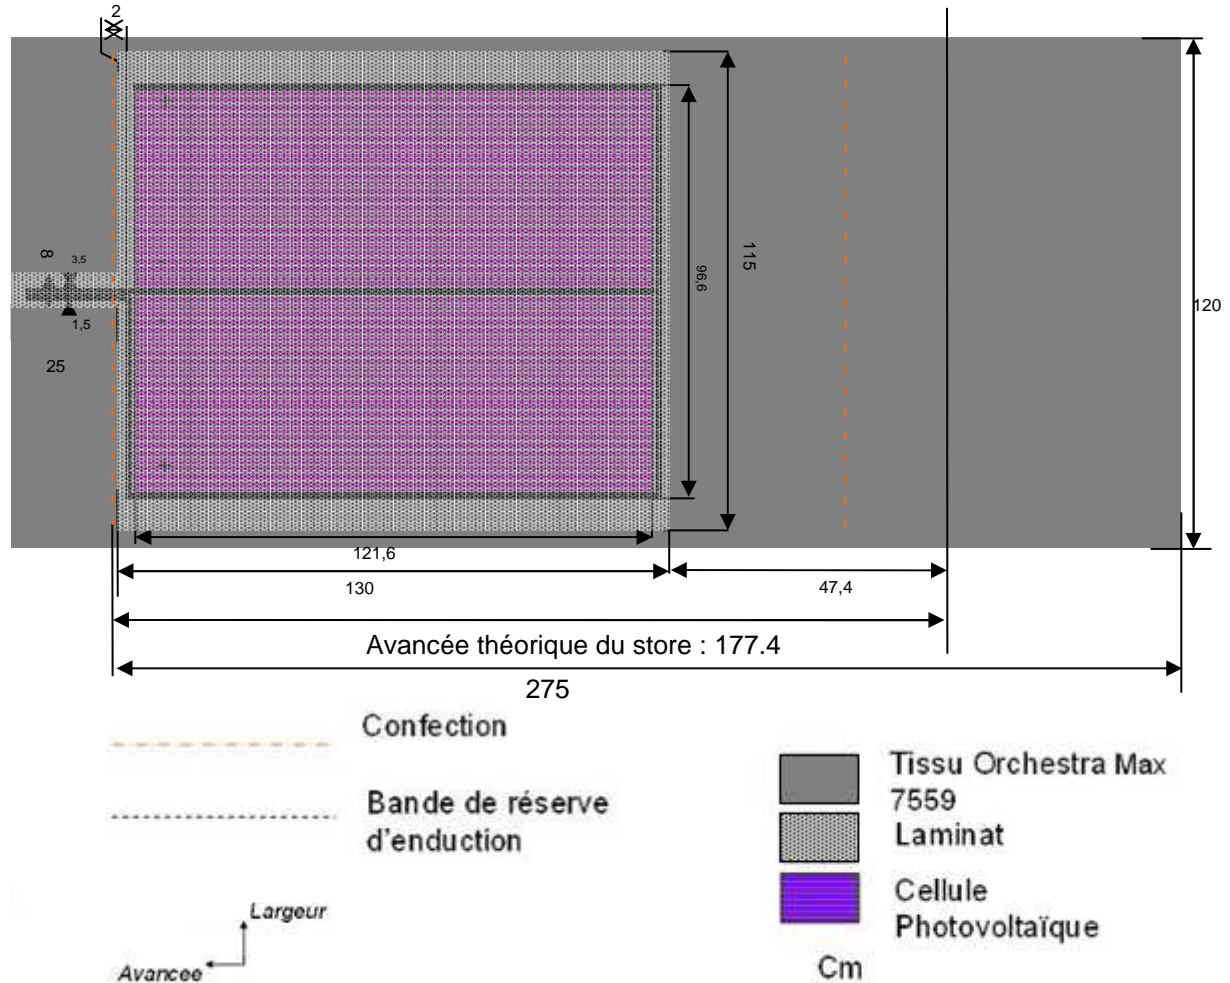 2
8
3,5
1,5
25
115
96,6
120
121,6
130
47,4
Avancée théorique du store : 177.4
275
Confection
Bande de réserve
d'enduction
Largeur
Avancee
Tissu Orchestra Max
7559
Laminat
Cellule
Photovoltaïque
Cm